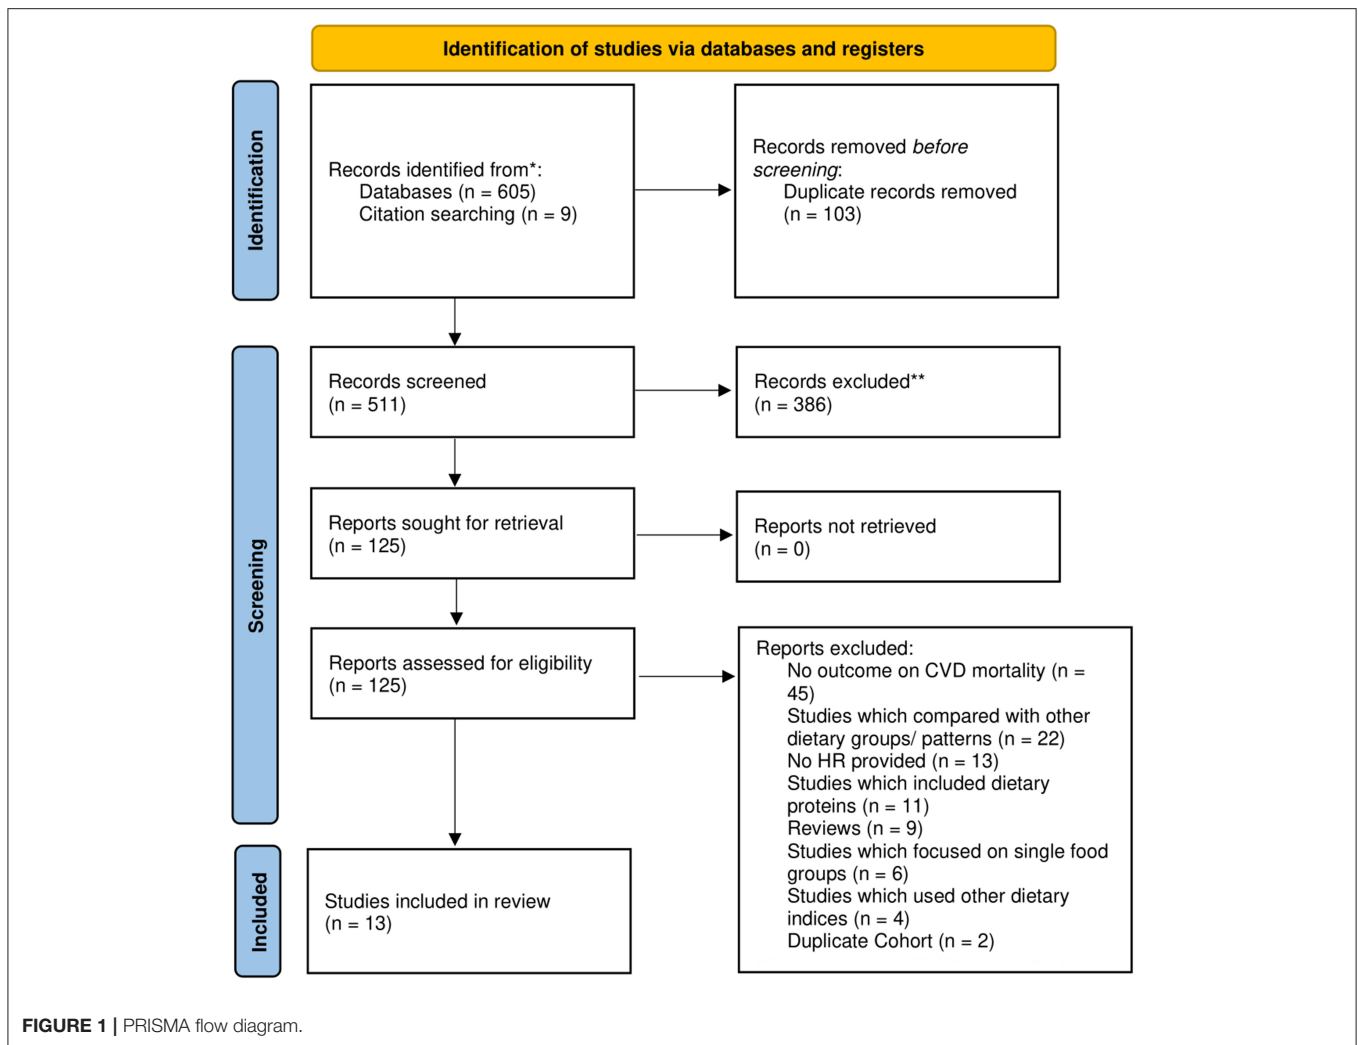 Identification of studies via databases and registers
Identification
Records identified from*:
Databases (n = 605)
Citation searching (n = 9)
Records removed before
screening:
Duplicate records removed
(n = 103)
Screening
Records screened
(n = 511)
Records excluded**
(n = 386)
Reports sought for retrieval
(n = 125)
Reports not retrieved
(n = 0)
Reports assessed for eligibility
(n = 125)
Reports excluded:
No outcome on CVD mortality (n =
45)
Studies which compared with other
dietary groups/ patterns (n = 22)
No HR provided (n = 13)
Studies which included dietary
proteins (n = 11)
Reviews (n = 9)
Studies which focused on single food
groups (n = 6)
Studies which used other dietary
indices (n = 4)
Duplicate Cohort (n = 2)
Included
Studies included in review
(n = 13)
FIGURE 1 | PRISMA flow diagram.